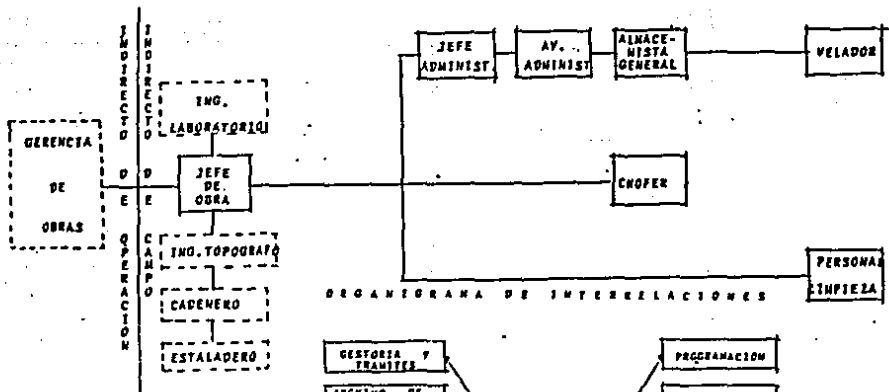 INDIRECTO DE OPERACION
INDIRECTO DE CAMPO
GERENCIA
DE
OBRAS
ING.
LABORATORIO
JEFE
DE.
OBRA
ING.TOPOGRAFO
CADENERO
ESTALADERO
JEFE
ADMINIST.
AV.
ADMINIST
ALMACE-
NISTA
GENERAL
VELADOR
CHOFER
PERSONAL
LIMPIEZA
ORGANIGRAMA DE INTERRELACIONES
GESTORIA Y
TRAMITES
PROGRAMACION